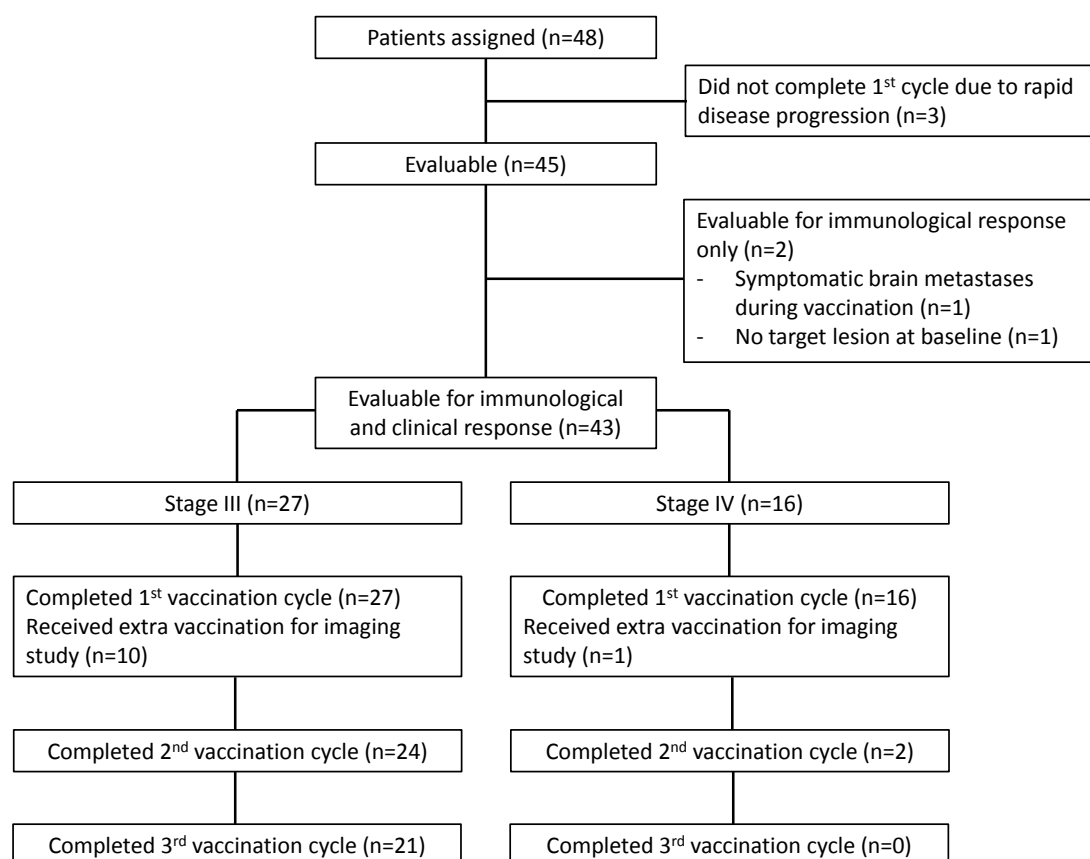 Patients assigned (n=48)
Did not complete 1st cycle due to rapid
disease progression (n=3)
Evaluable (n=45)
Evaluable for immunological response
only (n=2)
- Symptomatic brain metastases
during vaccination (n=1)
- No target lesion at baseline (n=1)
Evaluable for immunological
and clinical response (n=43)
Stage III (n=27)
Stage IV (n=16)
Completed 1st vaccination cycle (n=27)
Received extra vaccination for imaging
study (n=10)
Completed 1st vaccination cycle (n=16)
Received extra vaccination for imaging
study (n=1)
Completed 2nd vaccination cycle (n=24)
Completed 2nd vaccination cycle (n=2)
Completed 3rd vaccination cycle (n=21)
Completed 3rd vaccination cycle (n=0)